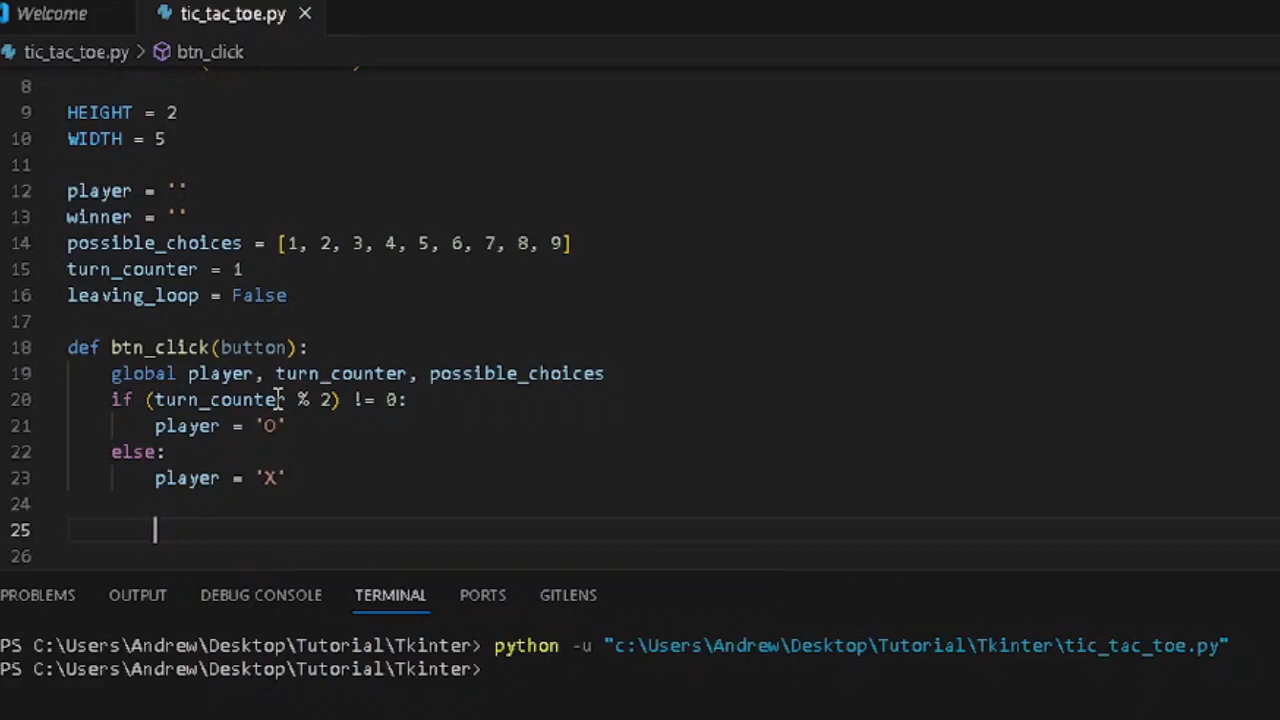 Welcome tic_tac_toe.py
tic_tac_toe.py > btn_click
8
9 HEIGHT = 2
10 WIDTH = 5
11
12 player = ''
13 winner = ''
14 possible_choices = [1, 2, 3, 4, 5, 6, 7, 8, 9]
15 turn_counter = 1
16 leaving_loop = False
17
18 def btn_click(button):
19 global player, turn_counter, possible_choices
20 if (turn_counter % 2) != 0:
21 player = 'O'
22 else:
23 player = 'X'
24
25
26
PROBLEMS OUTPUT DEBUG CONSOLE TERMINAL PORTS GITLENS
PS C:\Users\Andrew\Desktop\Tutorial\Tkinter> python -u "c:\Users\Andrew\Desktop\Tutorial\Tkinter\tic_tac_toe.py"
PS C:\Users\Andrew\Desktop\Tutorial\Tkinter>